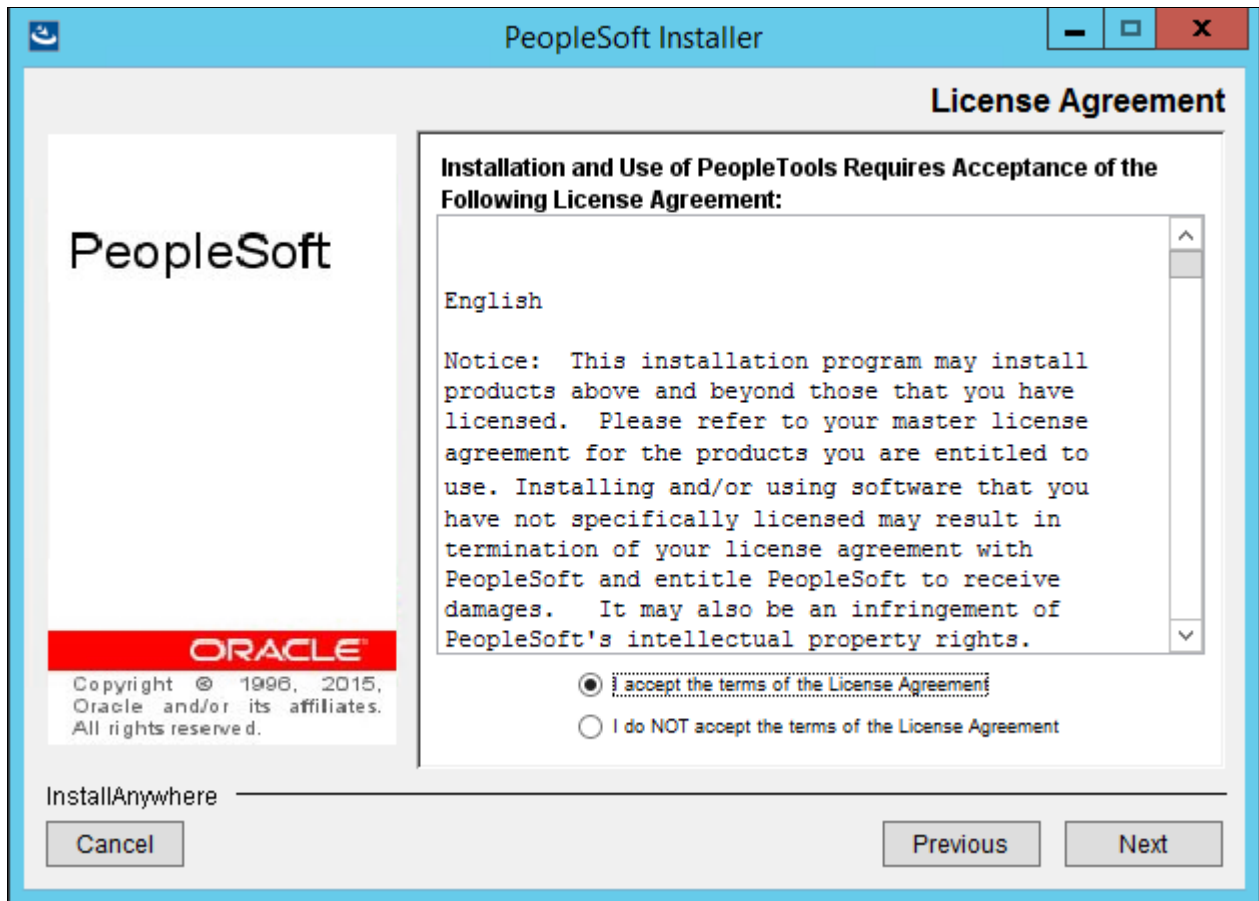 PeopleSoft Installer
License Agreement
PeopleSoft
ORACLE
Copyright © 1996, 2015,
Oracle and/or its affiliates.
All rights reserved.
Installation and Use of PeopleTools Requires Acceptance of the
Following License Agreement:
English
Notice:  This installation program may install
products above and beyond those that you have
licensed.  Please refer to your master license
agreement for the products you are entitled to
use. Installing and/or using software that you
have not specifically licensed may result in
termination of your license agreement with
PeopleSoft and entitle PeopleSoft to receive
damages.   It may also be an infringement of
PeopleSoft's intellectual property rights.
I accept the terms of the License Agreement
I do NOT accept the terms of the License Agreement
InstallAnywhere
Cancel
Previous
Next